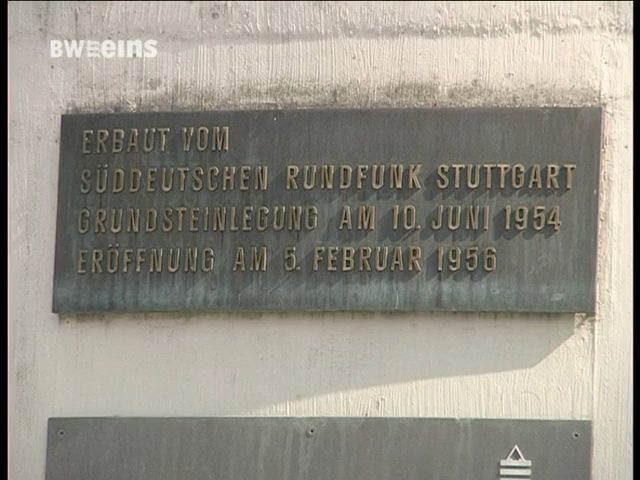 BW eins
ERBAUT VOM
SÜDDEUTSCHEN RUNDFUNK STUTTGART
GRUNDSTEINLEGUNG AM 10. JUNI 1954
ERÖFFNUNG AM 5. FEBRUAR 1956